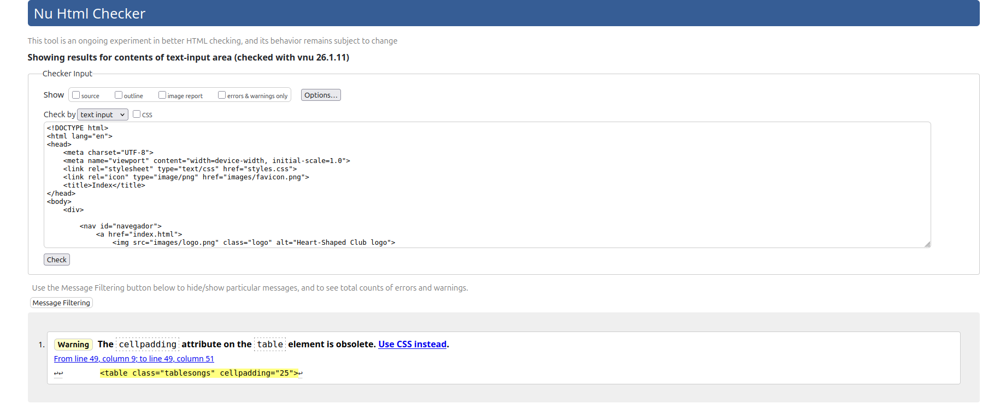 Nu Html Checker
This tool is an ongoing experiment in better HTML checking, and its behavior remains subject to change
Showing results for contents of text-input area (checked with vnu 26.1.11)
Checker Input
Show source outline image report errors & warnings only Options...
Check by text input css
<!DOCTYPE html>
<html lang="en">
<head>
    <meta charset="UTF-8">
    <meta name="viewport" content="width=device-width, initial-scale=1.0">
    <link rel="stylesheet" type="text/css" href="styles.css">
    <link rel="icon" type="image/png" href="images/favicon.png">
    <title>Index</title>
</head>
<body>
    <div>
        <nav id="navegador">
            <a href="index.html">
                <img src="images/logo.png" class="logo" alt="Heart-Shaped Club logo">
Check
Use the Message Filtering button below to hide/show particular messages, and to see total counts of errors and warnings.
Message Filtering
1. Warning The cellpadding attribute on the table element is obsolete. Use CSS instead.
From line 49, column 9; to line 49, column 51
↩↩        <table class="tablesongs" cellpadding="25">↩